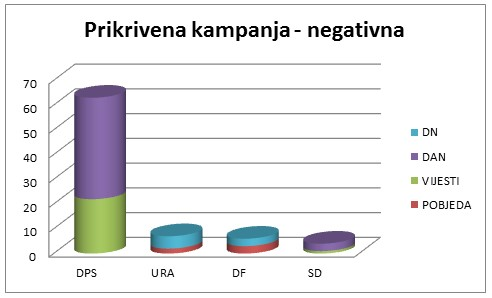 Prikrivena kampanja - negativna
70
60
50
40
30
20
10
0
DPS URA DF SD
DN
DAN
VIJESTI
POBJEDA